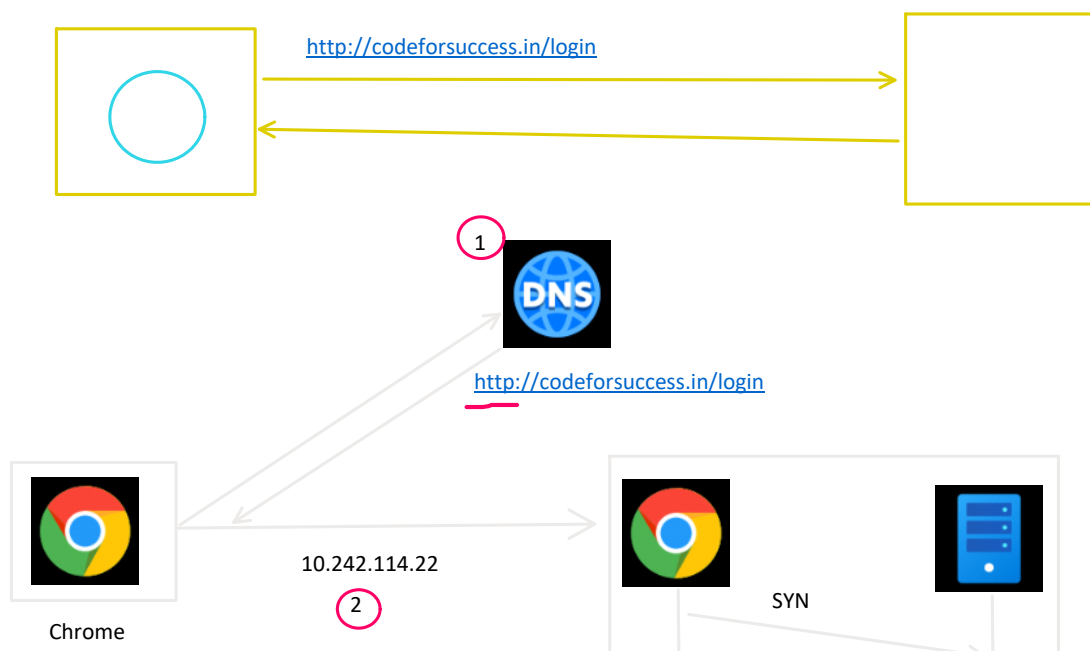 http://codeforsuccess.in/login
1
DNS
http://codeforsuccess.in/login
10.242.114.22
2
SYN
Chrome